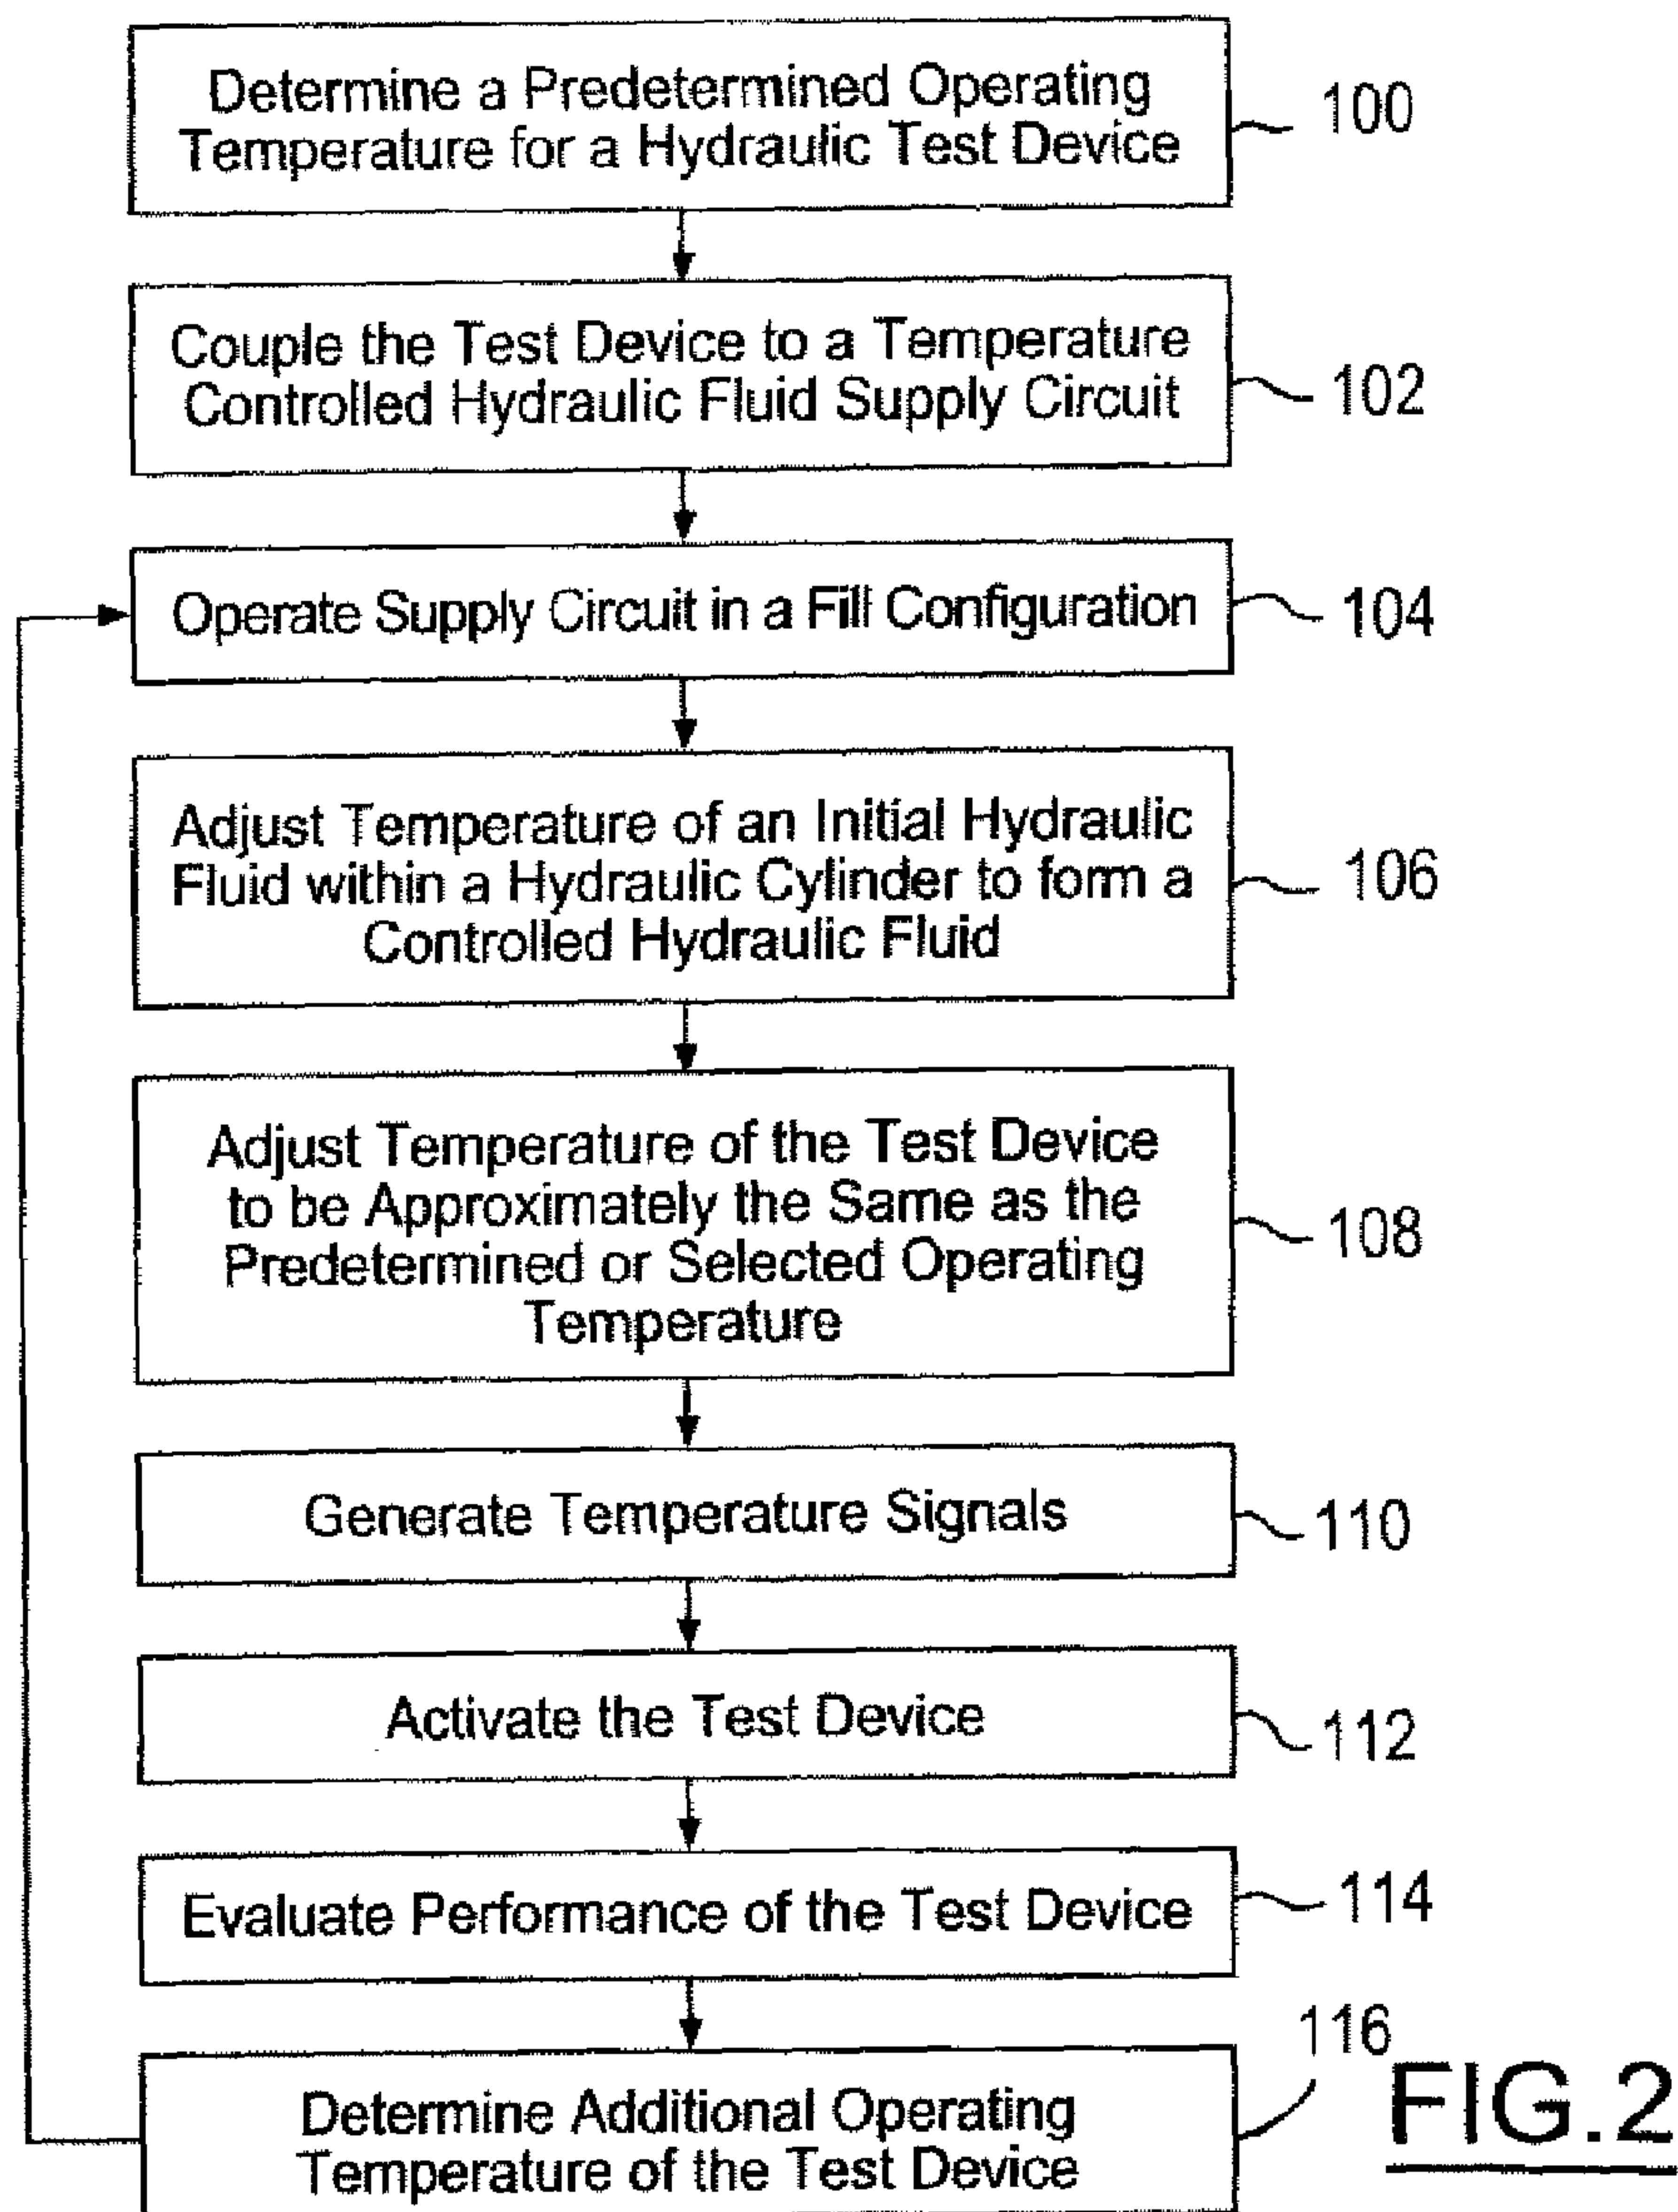 Determine a Predetermined Operating
Temperature for a Hydraulic Test Device
100
Couple the Test Device to a Temperature
Controlled Hydraulic Fluid Supply Circuit
102
Operate Supply Circuit in a Fill Configuration
104
Adjust Temperature of an Initial Hydraulic
Fluid within a Hydraulic Cylinder to form a
Controlled Hydraulic Fluid
106
Adjust Temperature of the Test Device
to be Approximately the Same as the
Predetermined or Selected Operating
Temperature
108
Generate Temperature Signals
110
Activate the Test Device
112
Evaluate Performance of the Test Device
114
Determine Additional Operating
Temperature of the Test Device
116
FIG.2